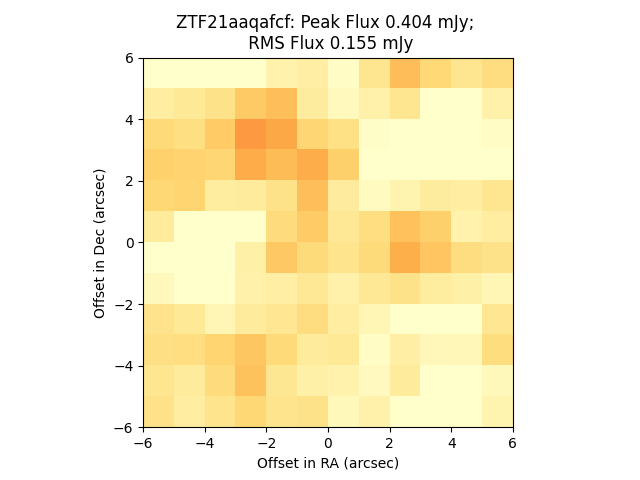 ZTF21aaqafcf: Peak Flux 0.404 mJy;
RMS Flux 0.155 mJy
6
4
2
0
−2
−4
−6
Offset in Dec (arcsec)
−6 −4 −2 0 2 4 6
Offset in RA (arcsec)